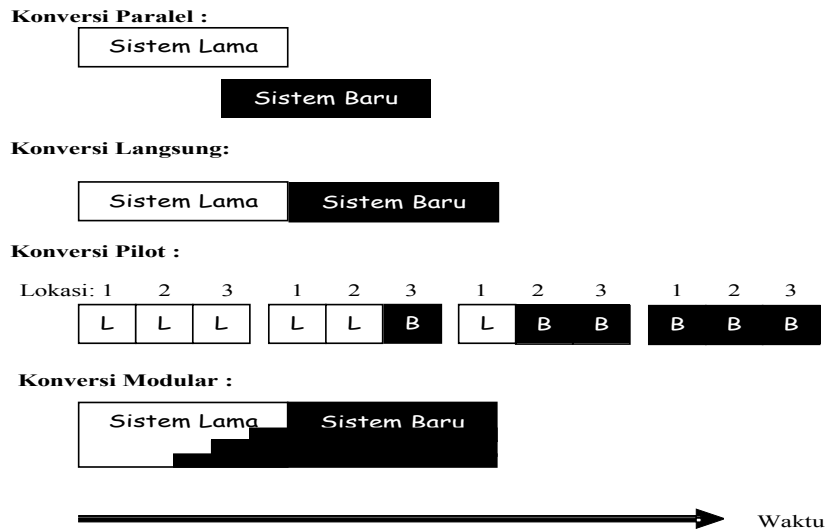 Konversi Paralel :
Sistem Lama
Sistem Baru
Konversi Langsung:
Sistem Lama Sistem Baru
Konversi Pilot :
Lokasi: 1 2 3 1 2 3 1 2 3 1 2 3
L L L L L B L B B B B B
Konversi Modular :
Sistem Lama Sistem Baru
Waktu